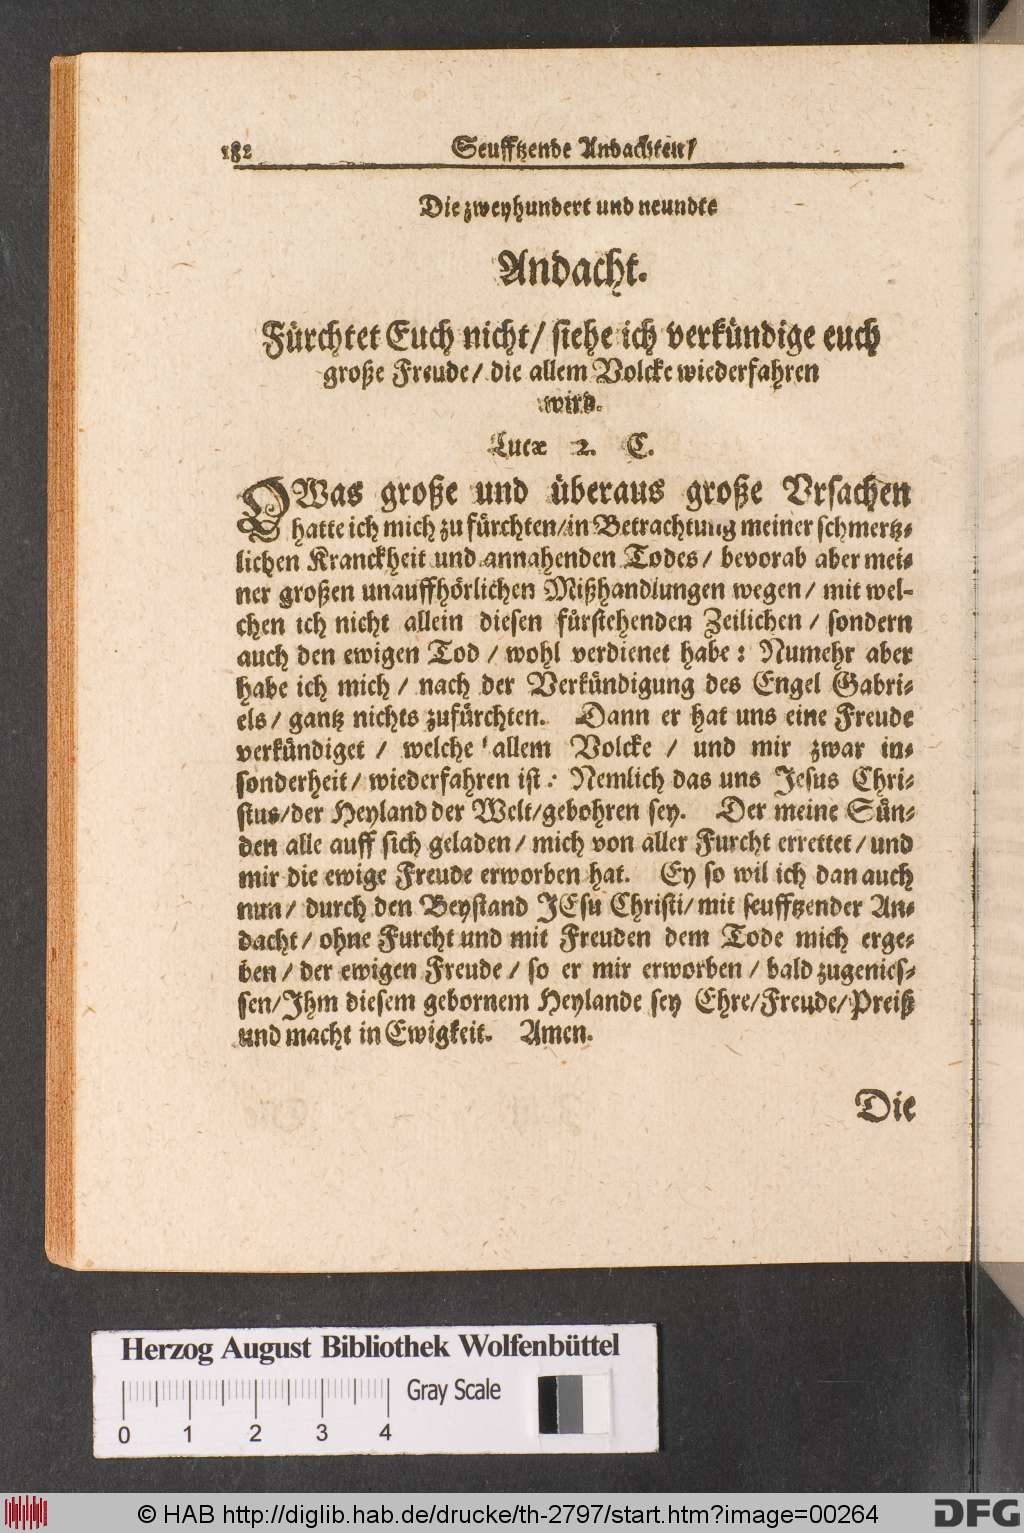 182
Seufftzende Andachten/
Die zweyhundert und neundte
Andacht.
Fürchtet Euch nicht/ siehe ich verkündige euch
große Freude/ die allem Volcke wiederfahren
wird.
Lucæ 2. C.
OWas große und überaus große Vrsachen
hatte ich mich zu fürchten/in Betrachtung meiner schmertz-
lichen Kranckheit und annahenden Todes/ bevorab aber mei-
ner großen unauffhörlichen Mißhandlungen wegen/ mit wel-
chen ich nicht allein diesen fürstehenden Zeilichen/ sondern
auch den ewigen Tod/ wohl verdienet habe: Numehr aber
habe ich mich/ nach der Verkündigung des Engel Gabri-
els/ gantz nichts zufürchten. Dann er hat uns eine Freude
verkündiget/ welche allem Volcke/ und mir zwar in-
sonderheit/ wiederfahren ist: Nemlich das uns Jesus Chri-
stus/der Heyland der Welt/gebohren sey. Der meine Sün-
den alle auff sich geladen/ mich von aller Furcht errettet/ und
mir die ewige Freude erworben hat. Ey so wil ich dan auch
nun/ durch den Beystand JEsu Christi/ mit seufftzender An-
dacht/ ohne Furcht und mit Freuden dem Tode mich erge-
ben/ der ewigen Freude/ so er mir erworben/ bald zugenies-
sen/Ihm diesem gebornem Heylande sey Ehre/Freude/Preiß
und macht in Ewigkeit. Amen.
Die
Herzog August Bibliothek Wolfenbüttel
Gray Scale
0 1 2 3 4
© HAB http://diglib.hab.de/drucke/th-2797/start.htm?image=00264
DFG